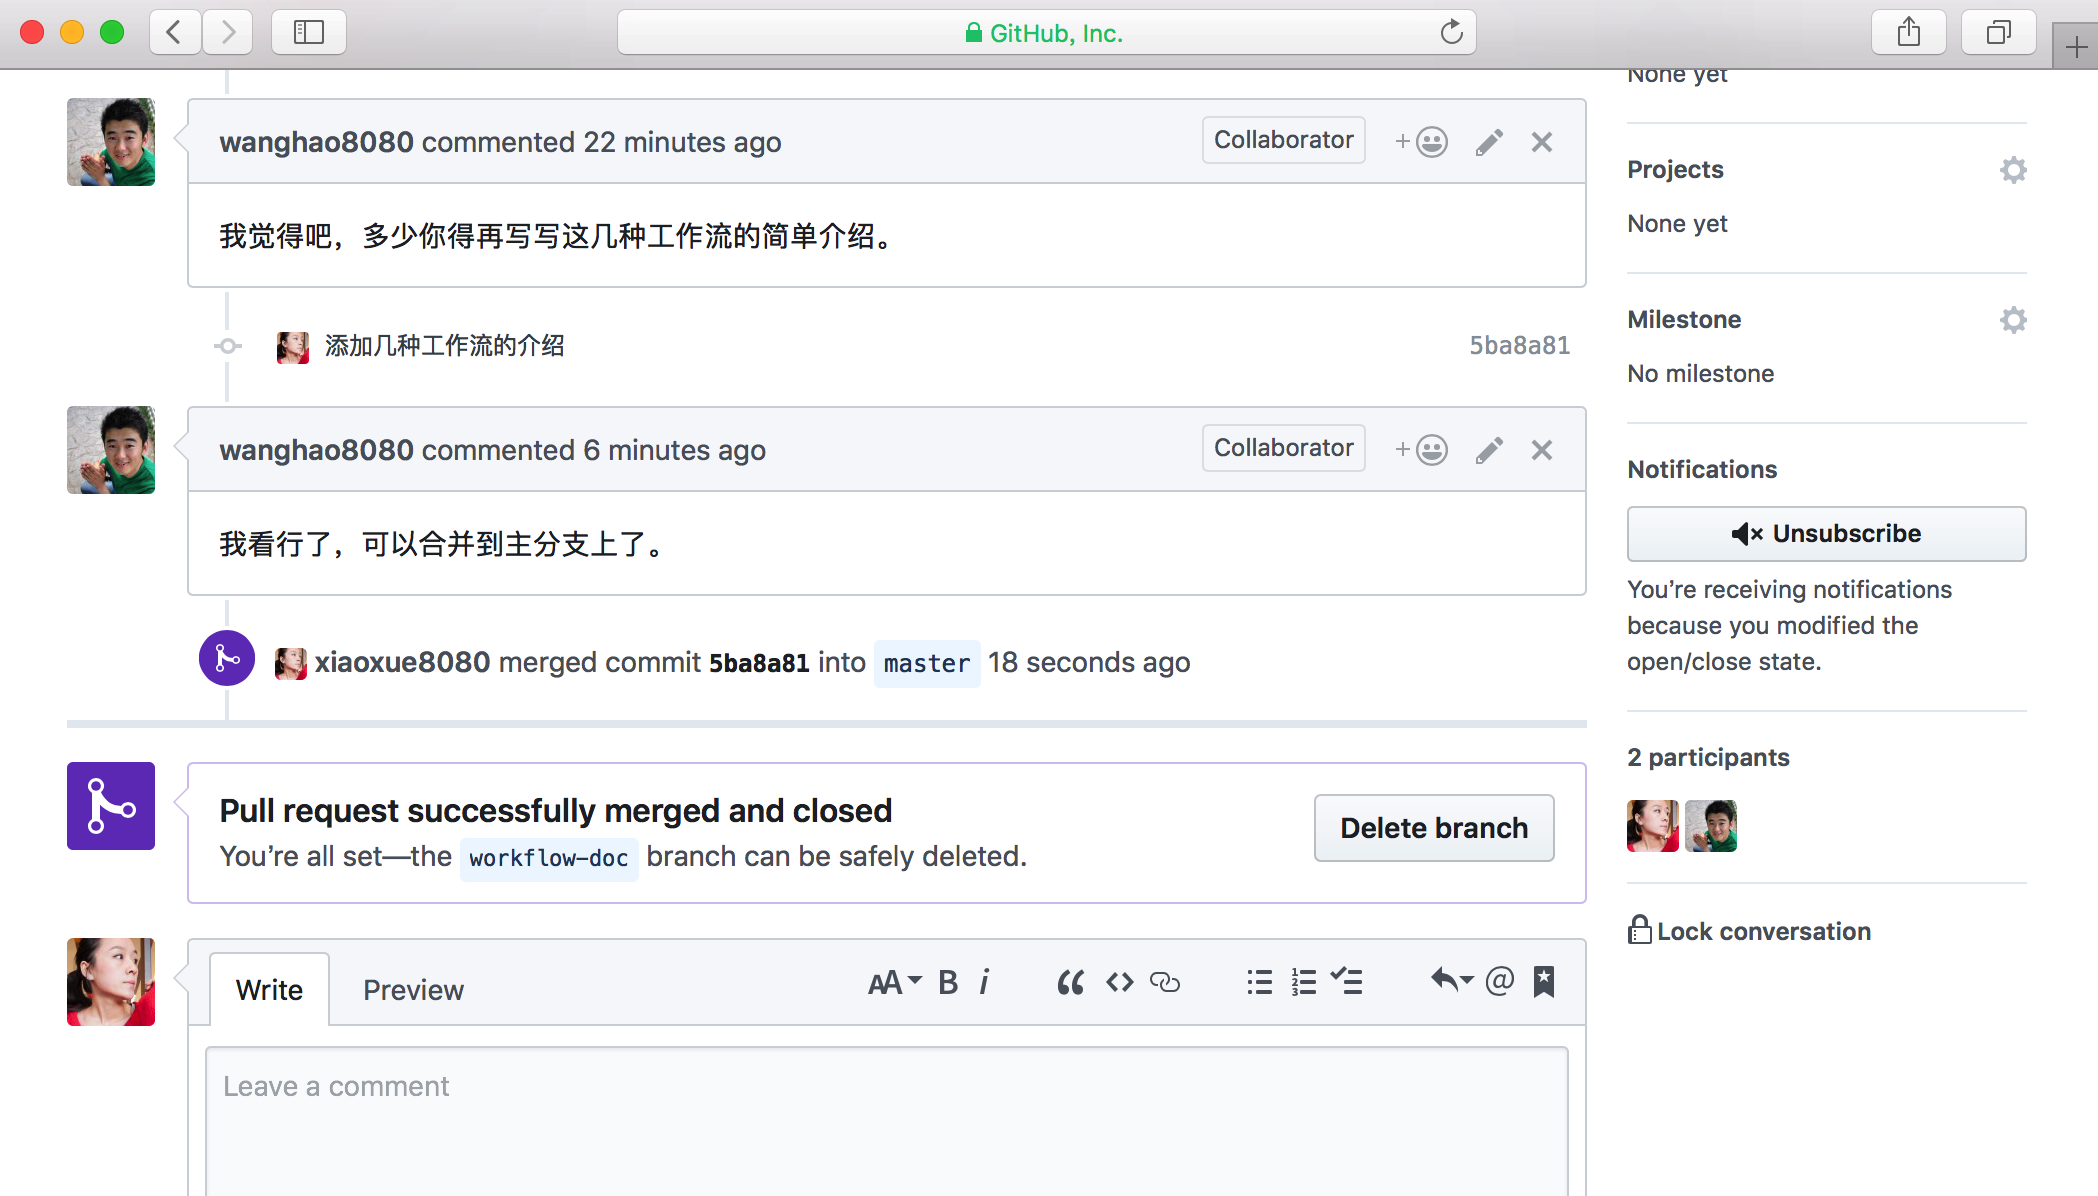 GitHub, Inc.
None yet
wanghao8080 commented 22 minutes ago
Collaborator
我觉得吧，多少你得再写写这几种工作流的简单介绍。
添加几种工作流的介绍
5ba8a81
wanghao8080 commented 6 minutes ago
Collaborator
我看行了，可以合并到主分支上了。
xiaoxue8080 merged commit 5ba8a81 into master 18 seconds ago
Pull request successfully merged and closed
You’re all set—the workflow-doc branch can be safely deleted.
Delete branch
Write
Preview
Leave a comment
Projects
None yet
Milestone
No milestone
Notifications
Unsubscribe
You’re receiving notifications
because you modified the
open/close state.
2 participants
Lock conversation